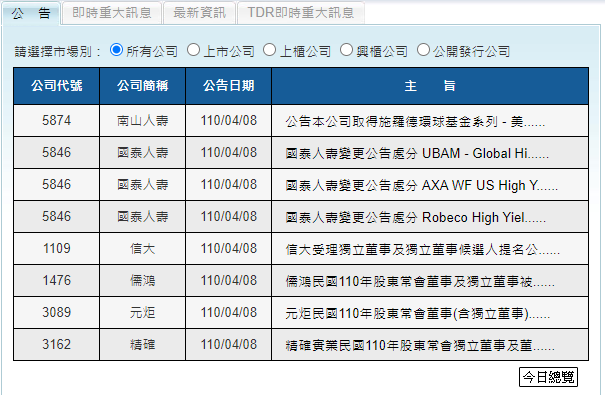 公 告 即時重大訊息 最新資訊 TDR即時重大訊息
請選擇市場別： 所有公司 上市公司 上櫃公司 興櫃公司 公開發行公司
公司代號 公司簡稱 公告日期 主 旨
5874 南山人壽 110/04/08 公告本公司取得施羅德環球基金系列－美......
5846 國泰人壽 110/04/08 國泰人壽變更公告處分 UBAM - Global Hi......
5846 國泰人壽 110/04/08 國泰人壽變更公告處分 AXA WF US High Y......
5846 國泰人壽 110/04/08 國泰人壽變更公告處分 Robeco High Yiel......
1109 信大 110/04/08 信大受理獨立董事及獨立董事候選人提名公......
1476 儒鴻 110/04/08 儒鴻民國110年股東常會董事及獨立董事被......
3089 元炬 110/04/08 元炬民國110年股東常會董事(含獨立董事)......
3162 精確 110/04/08 精確實業民國110年股東常會獨立董事及董......
今日總覽